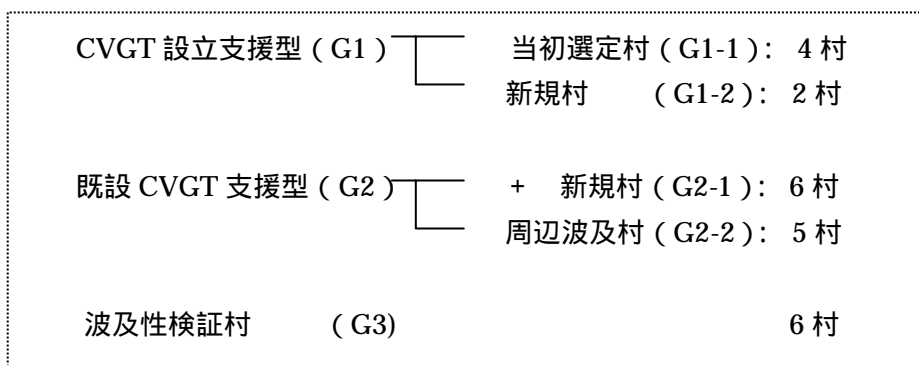 CVGT 設立支援型（G1） 当初選定村（G1-1）： 4 村
新規村 （G1-2）： 2 村
既設 CVGT 支援型（G2） + 新規村（G2-1）： 6 村
周辺波及村（G2-2）： 5 村
波及性検証村 （G3) 6 村